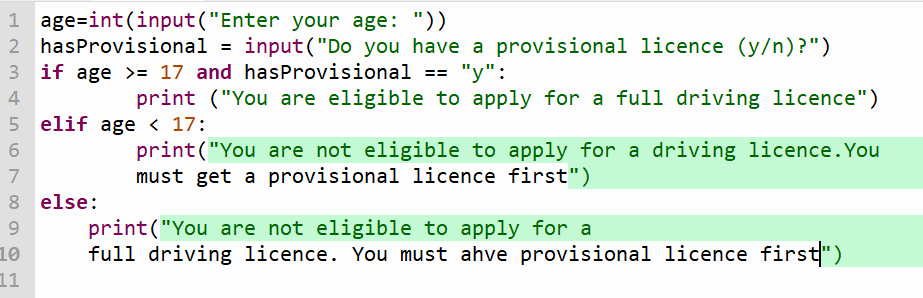 1 age=int(input("Enter your age: "))
2 hasProvisional = input("Do you have a provisional licence (y/n)?")
3 if age >= 17 and hasProvisional == "y":
4         print ("You are eligible to apply for a full driving licence")
5 elif age < 17:
6         print("You are not eligible to apply for a driving licence.You
7         must get a provisional licence first")
8 else:
9     print("You are not eligible to apply for a
10     full driving licence. You must ahve provisional licence first")
11